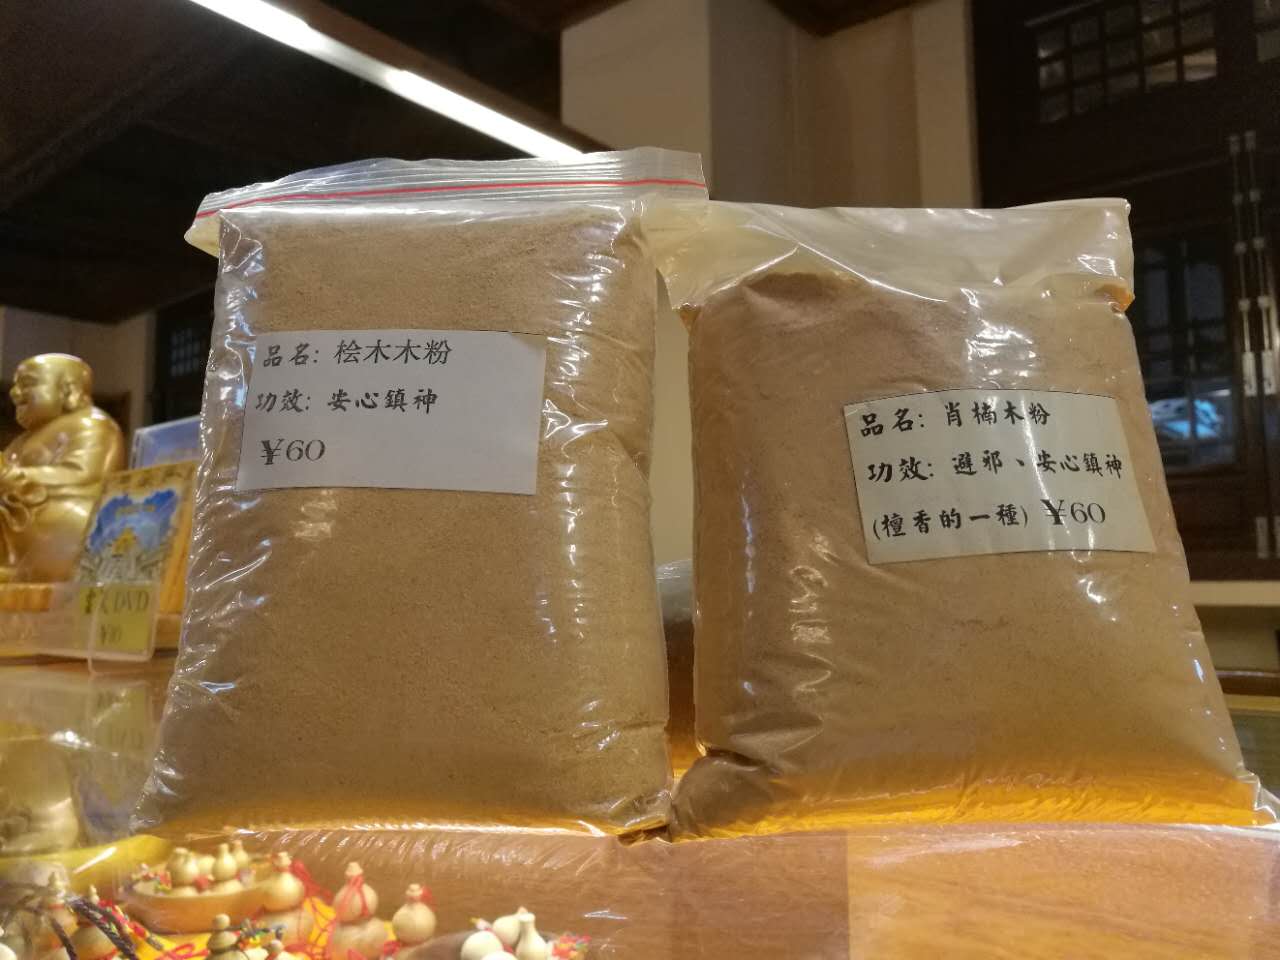 品名: 桧木木粉
功效: 安心鎮神
￥60
品名: 肖楠木粉
功效: 避邪、安心鎮神
(檀香的一種) ￥60
DVD